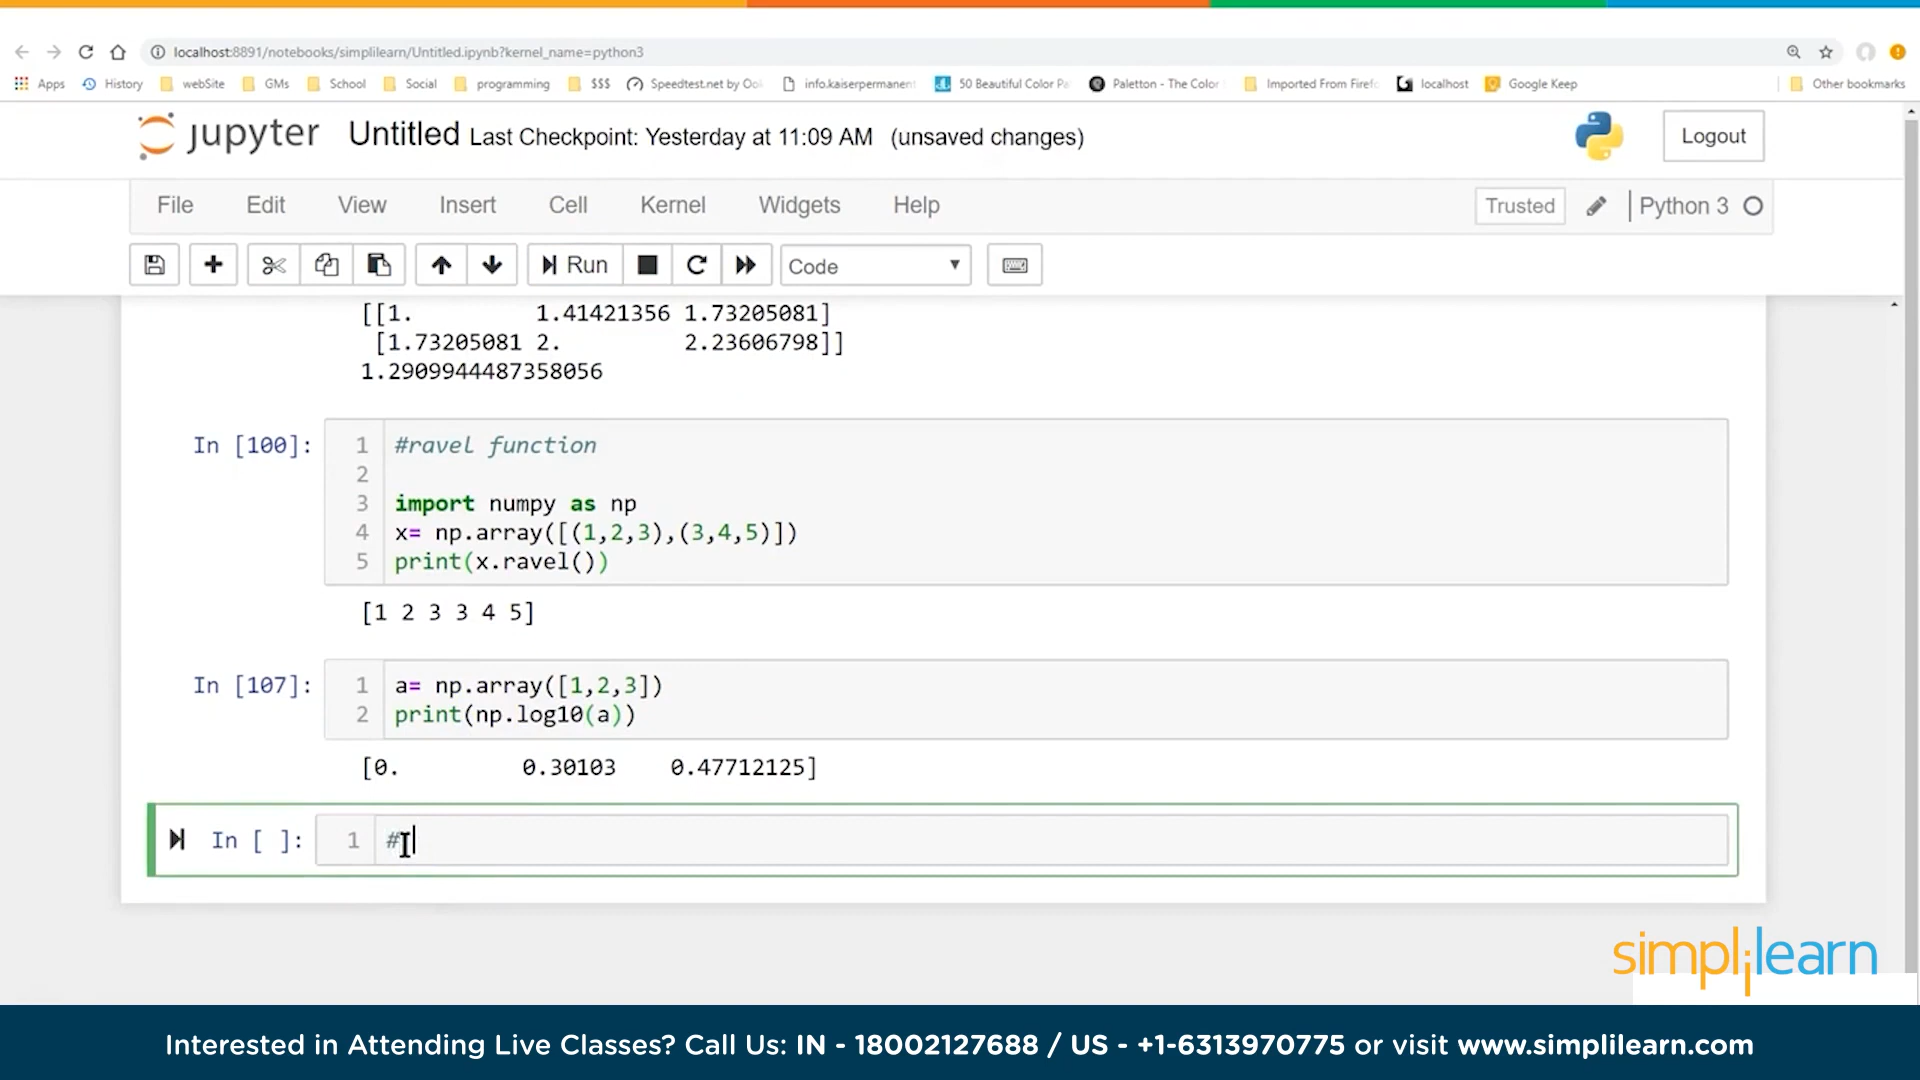 localhost:8891/notebooks/simplilearn/Untitled.ipynb?kernel_name=python3
Apps History webSite GMs School Social programming $$$ Speedtest.net by Ook info.kaiserpermanent 50 Beautiful Color Pa Paletton - The Color Imported From Firefo localhost Google Keep Other bookmarks
jupyter Untitled Last Checkpoint: Yesterday at 11:09 AM (unsaved changes) Logout
File Edit View Insert Cell Kernel Widgets Help Trusted Python 3
Run Code
[[1. 1.41421356 1.73205081]
[1.73205081 2. 2.23606798]]
1.2909944487358056
In [100]: 1 #ravel function
2
3 import numpy as np
4 x= np.array([(1,2,3),(3,4,5)])
5 print(x.ravel())
[1 2 3 3 4 5]
In [107]: 1 a= np.array([1,2,3])
2 print(np.log10(a))
[0. 0.30103 0.47712125]
In [ ]: 1 #
simplilearn
Interested in Attending Live Classes? Call Us: IN - 18002127688 / US - +1-6313970775 or visit www.simplilearn.com